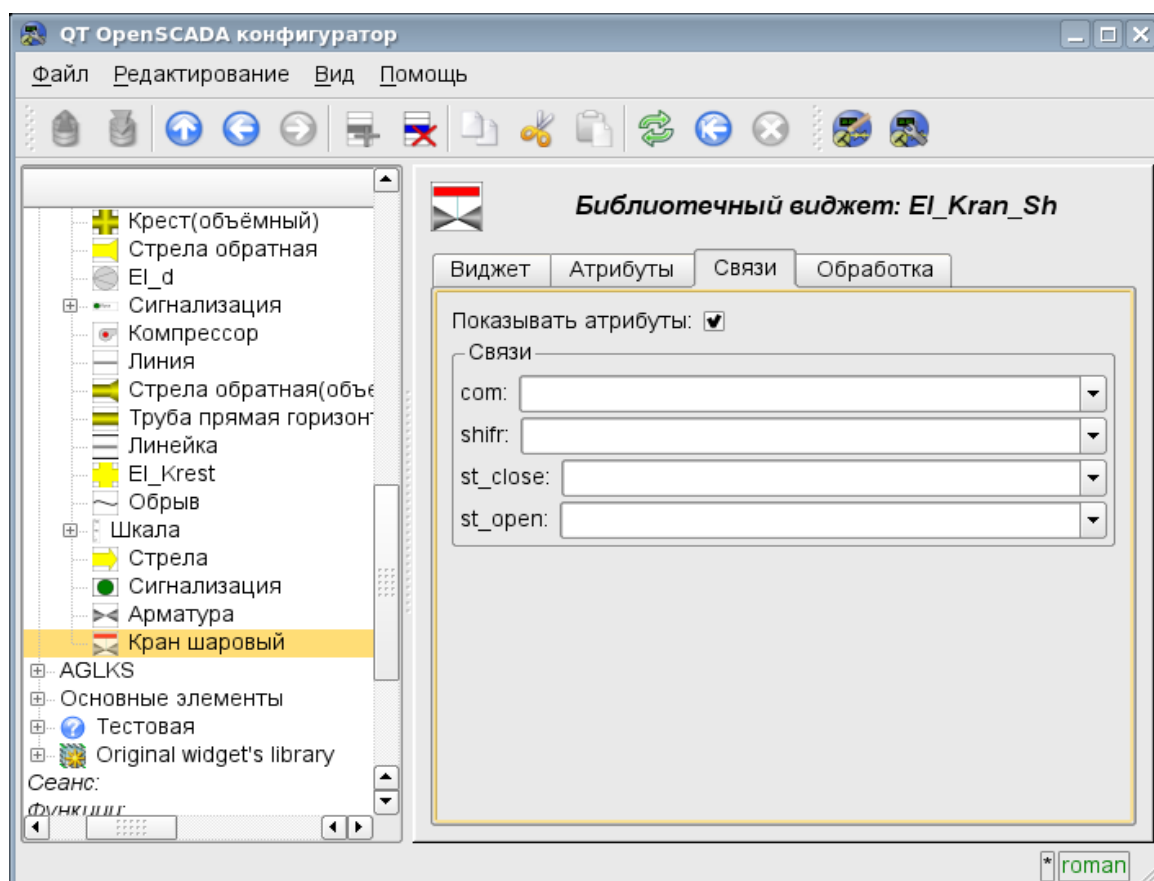 QT OpenSCADA конфигуратор
Файл Редактирование Вид Помощь
Крест(объёмный)
Стрела обратная
El_d
Сигнализация
Компрессор
Линия
Стрела обратная(объе
Труба прямая горизон
Линейка
El_Krest
Обрыв
Шкала
Стрела
Сигнализация
Арматура
Кран шаровый
AGLKS
Основные элементы
Тестовая
Original widget's library
Сеанс:
Функции:
Библиотечный виджет: El_Kran_Sh
Виджет Атрибуты Связи Обработка
Показывать атрибуты:
Связи
com:
shifr:
st_close:
st_open:
* roman